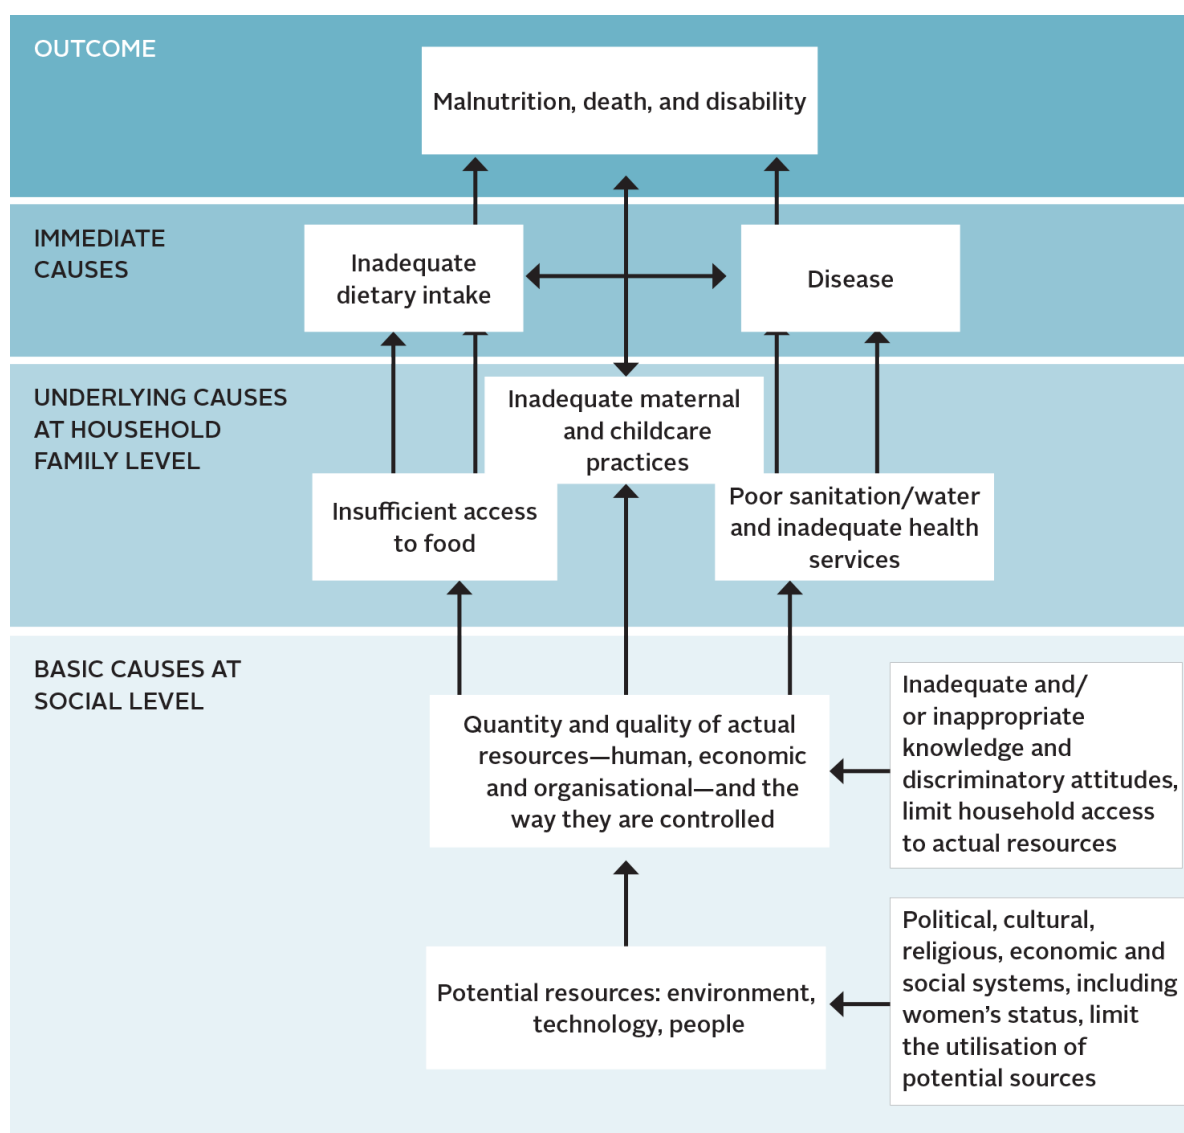 OUTCOME
Malnutrition, death, and disability
IMMEDIATE
CAUSES
Inadequate
dietary intake
Disease
UNDERLYING CAUSES
AT HOUSEHOLD
FAMILY LEVEL
Inadequate maternal
and childcare
practices
Insufficient access
to food
Poor sanitation/water
and inadequate health
services
BASIC CAUSES AT
SOCIAL LEVEL
Quantity and quality of actual
resources—human, economic
and organisational—and the
way they are controlled
Inadequate and/
or inappropriate
knowledge and
discriminatory attitudes,
limit household access
to actual resources
Potential resources: environment,
technology, people
Political, cultural,
religious, economic and
social systems, including
women’s status, limit
the utilisation of
potential sources